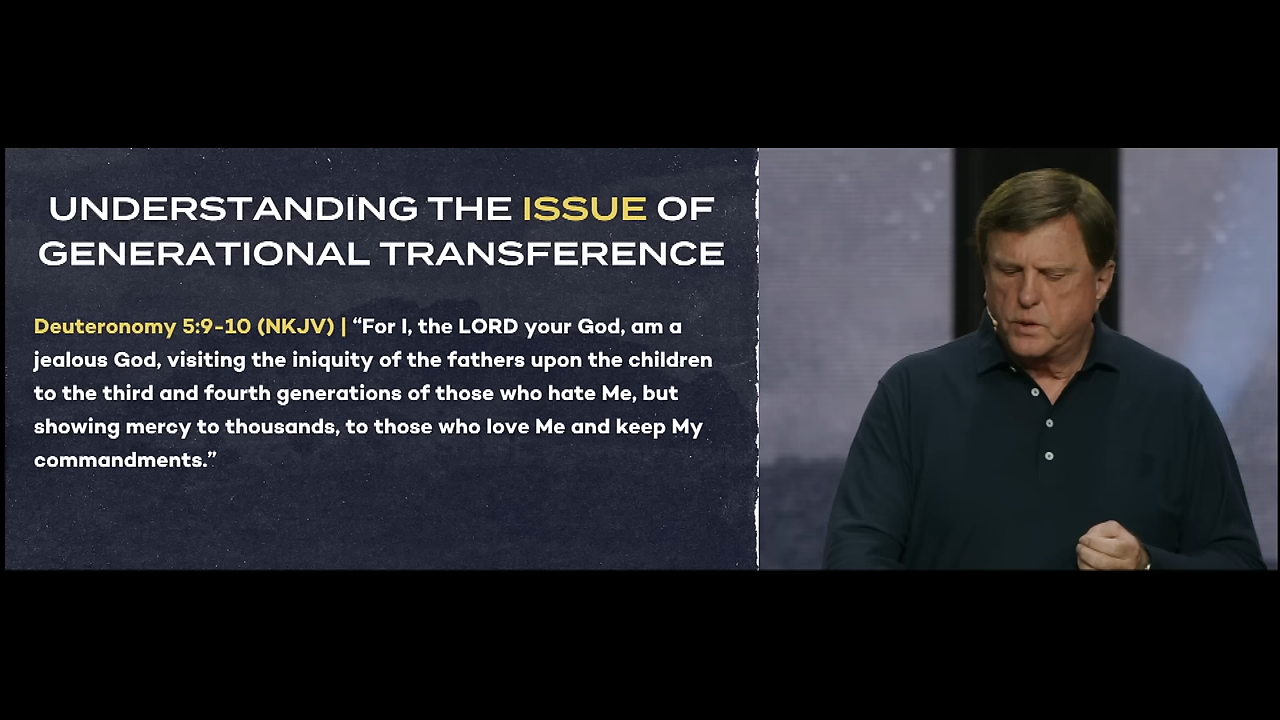 UNDERSTANDING THE ISSUE OF
GENERATIONAL TRANSFERENCE
Deuteronomy 5:9-10 (NKJV) | “For I, the LORD your God, am a
jealous God, visiting the iniquity of the fathers upon the children
to the third and fourth generations of those who hate Me, but
showing mercy to thousands, to those who love Me and keep My
commandments.”